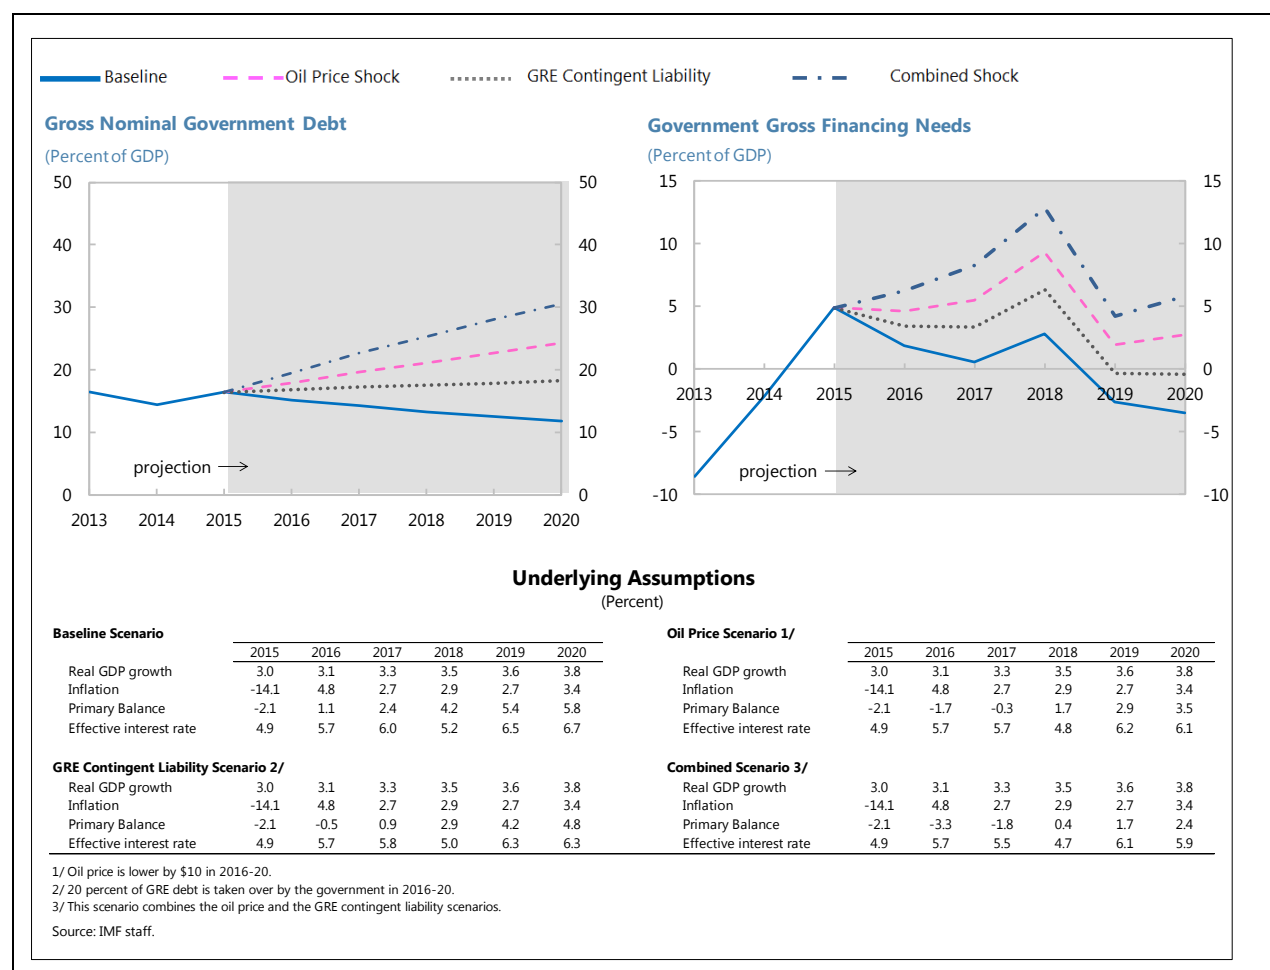 Baseline Oil Price Shock GRE Contingent Liability Combined Shock
Gross Nominal Government Debt
(Percent of GDP)
50 50
40 40
30 30
20 20
10 10
projection
0 0
2013 2014 2015 2016 2017 2018 2019 2020
Government Gross Financing Needs
(Percent of GDP)
15 15
10 10
5 5
0 0
2013 2014 2015 2016 2017 2018 2019 2020
-5 -5
projection
-10 -10
Underlying Assumptions
(Percent)
Baseline Scenario
2015 2016 2017 2018 2019 2020
Real GDP growth 3.0 3.1 3.3 3.5 3.6 3.8
Inflation -14.1 4.8 2.7 2.9 2.7 3.4
Primary Balance -2.1 1.1 2.4 4.2 5.4 5.8
Effective interest rate 4.9 5.7 6.0 5.2 6.5 6.7
Oil Price Scenario 1/
2015 2016 2017 2018 2019 2020
Real GDP growth 3.0 3.1 3.3 3.5 3.6 3.8
Inflation -14.1 4.8 2.7 2.9 2.7 3.4
Primary Balance -2.1 -1.7 -0.3 1.7 2.9 3.5
Effective interest rate 4.9 5.7 5.7 4.8 6.2 6.1
GRE Contingent Liability Scenario 2/
Real GDP growth 3.0 3.1 3.3 3.5 3.6 3.8
Inflation -14.1 4.8 2.7 2.9 2.7 3.4
Primary Balance -2.1 -0.5 0.9 2.9 4.2 4.8
Effective interest rate 4.9 5.7 5.8 5.0 6.3 6.3
Combined Scenario 3/
Real GDP growth 3.0 3.1 3.3 3.5 3.6 3.8
Inflation -14.1 4.8 2.7 2.9 2.7 3.4
Primary Balance -2.1 -3.3 -1.8 0.4 1.7 2.4
Effective interest rate 4.9 5.7 5.5 4.7 6.1 5.9
1/ Oil price is lower by $10 in 2016-20.
2/ 20 percent of GRE debt is taken over by the government in 2016-20.
3/ This scenario combines the oil price and the GRE contingent liability scenarios.
Source: IMF staff.